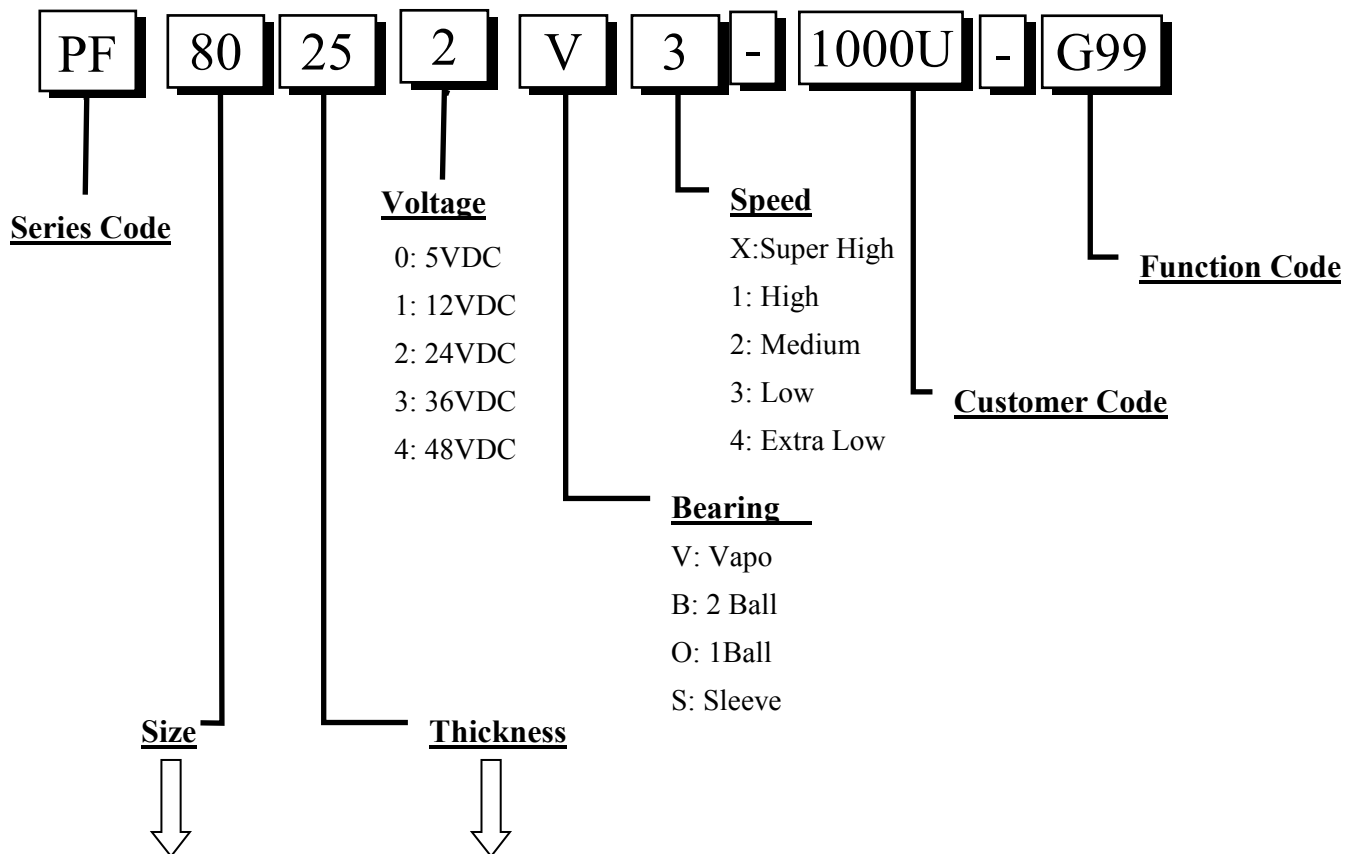 PF 80 25 2 V 3 - 1000U - G99
Series Code
Voltage
0: 5VDC
1: 12VDC
2: 24VDC
3: 36VDC
4: 48VDC
Speed
X:Super High
1: High
2: Medium
3: Low
4: Extra Low
Function Code
Customer Code
Bearing
V: Vapo
B: 2 Ball
O: 1Ball
S: Sleeve
Size
Thickness